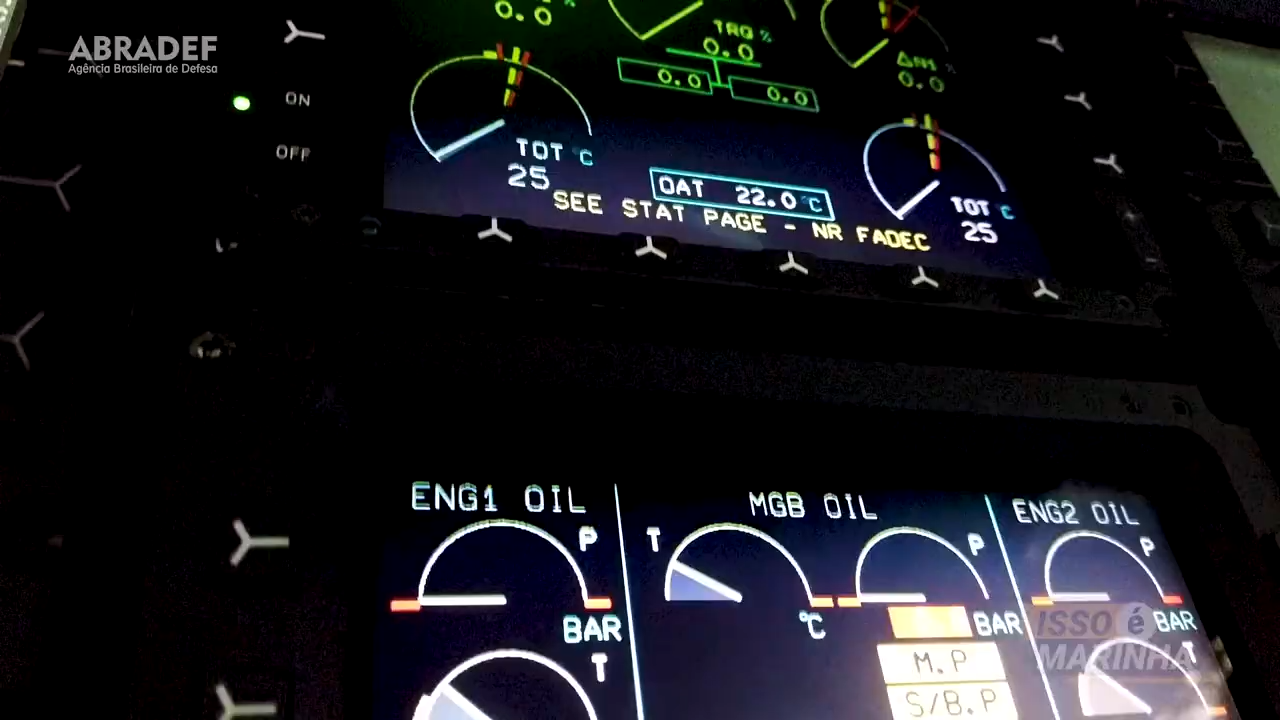 ABRADEF
Agência Brasileira de Defesa
ON
OFF
0.0
TRQ %
0.0
0.0
0.0
0.0
TOT C
25
OAT 22.0 °C
SEE STAT PAGE - NR FADEC
TOT C
25
ENG1 OIL
P
BAR
T
MGB OIL
T
°C
P
BAR
M.P
S/B.P
ENG2 OIL
P
BAR
T
ISSO é
MARINHA